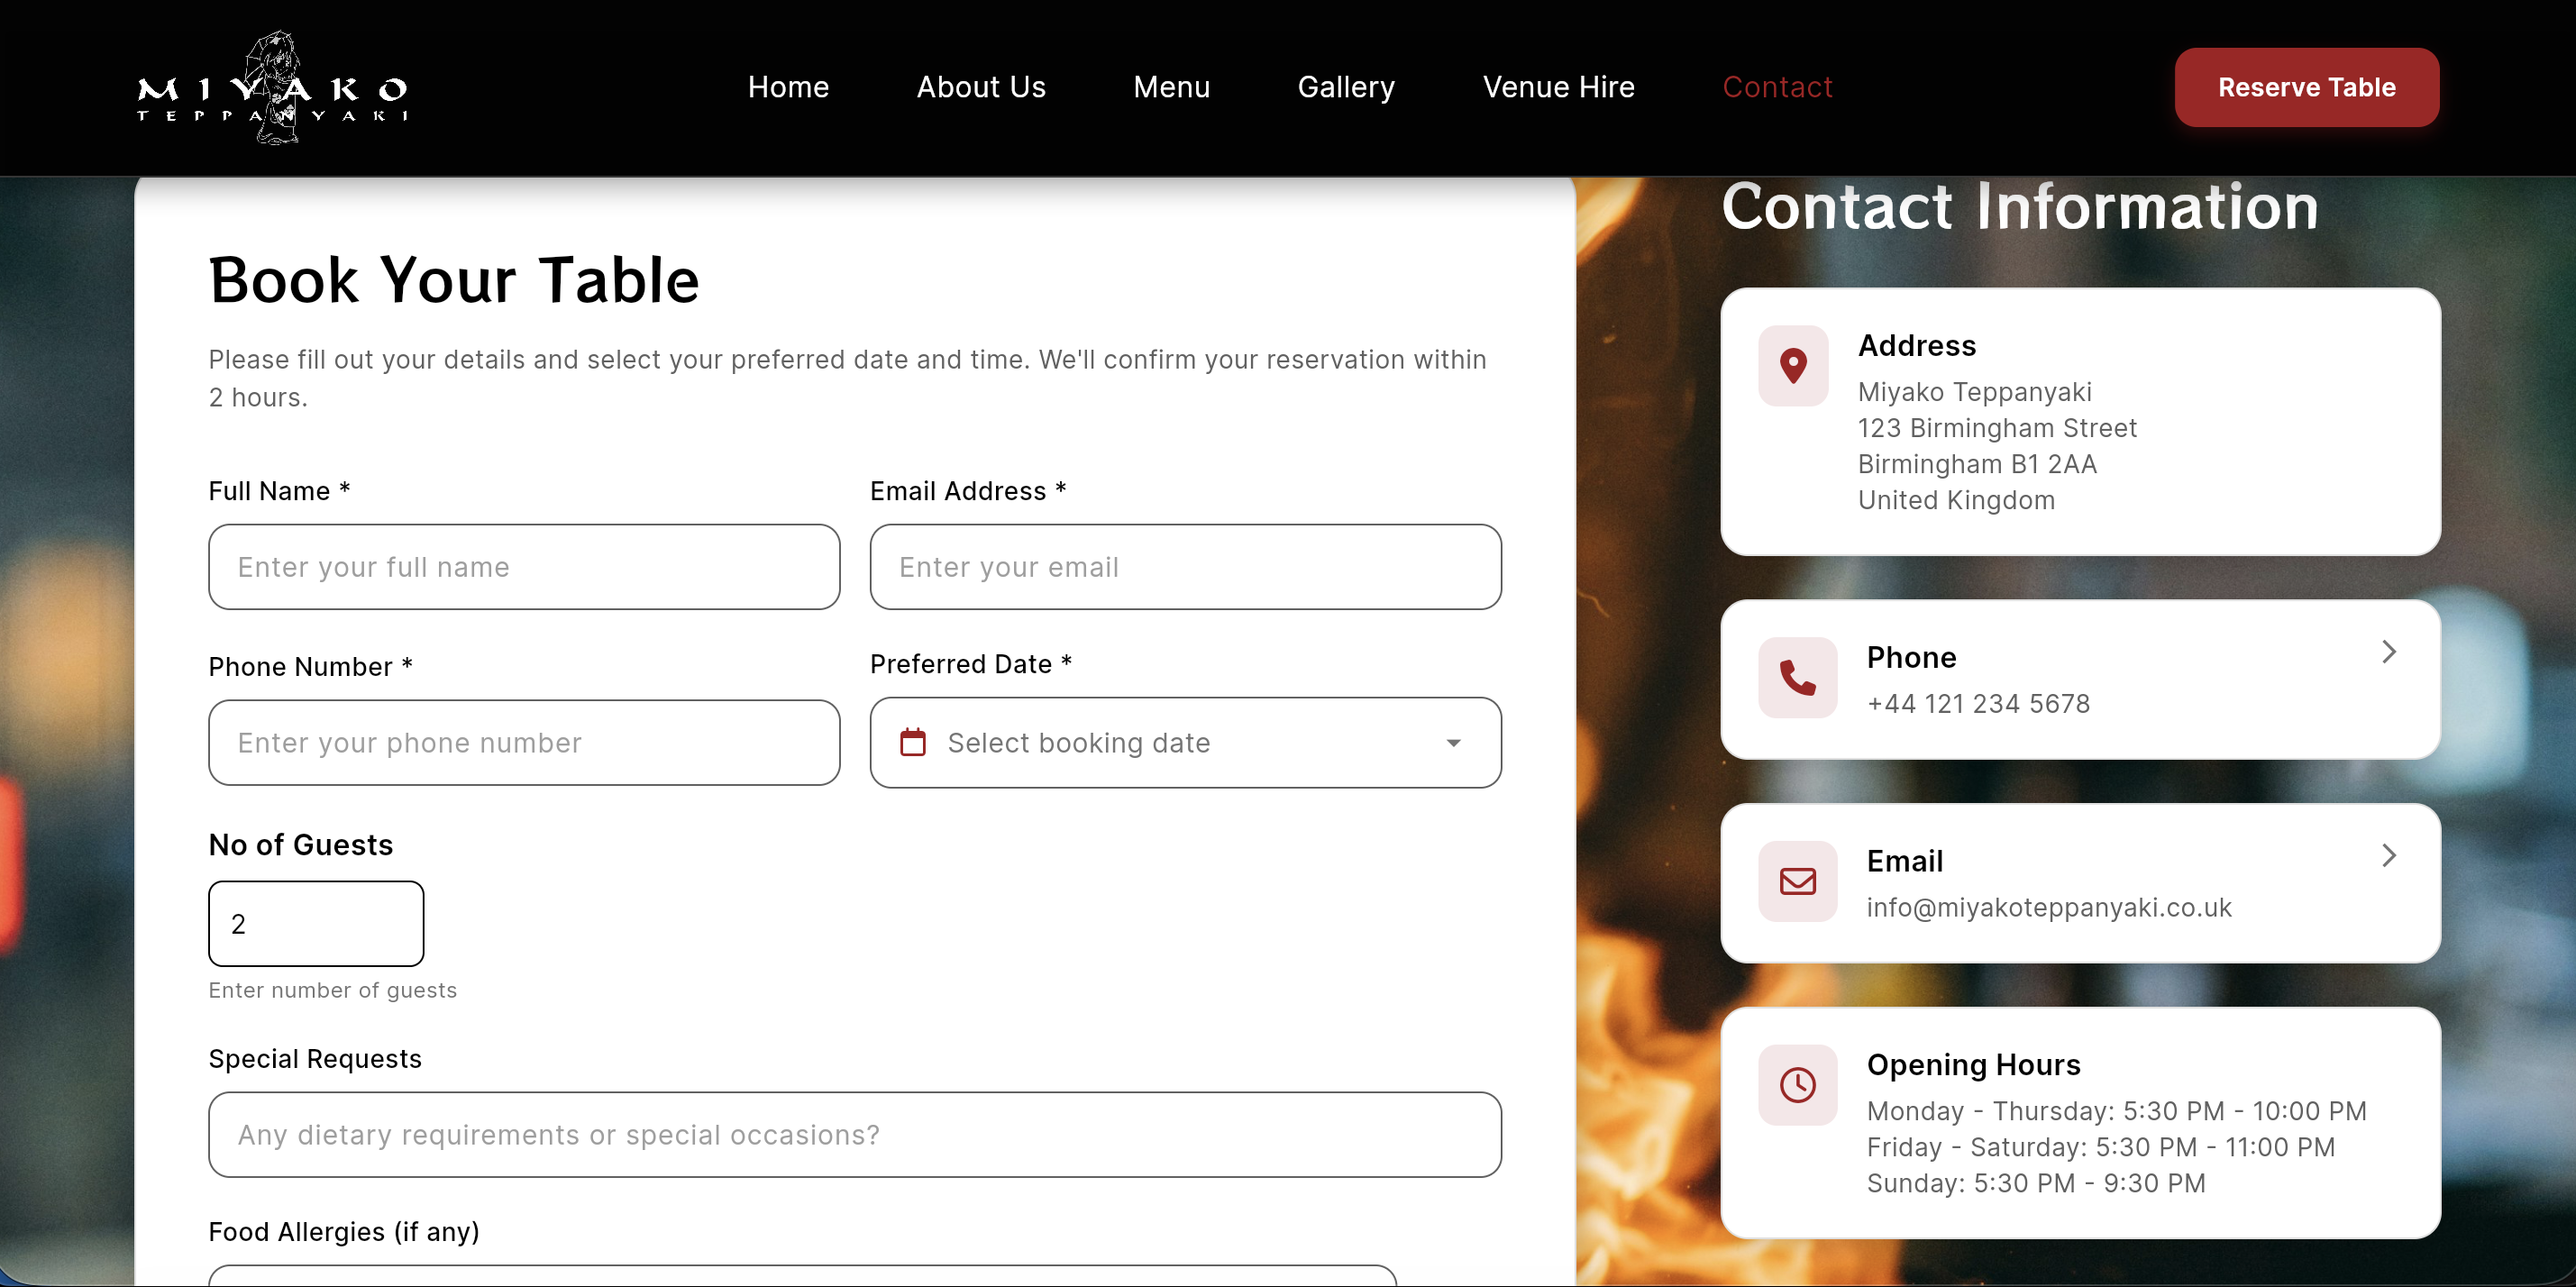 MIYAKO
TEPPANYAKI
Home
About Us
Menu
Gallery
Venue Hire
Contact
Reserve Table
Book Your Table
Please fill out your details and select your preferred date and time. We'll confirm your reservation within
2 hours.
Full Name *
Email Address *
Enter your full name
Enter your email
Phone Number *
Preferred Date *
Enter your phone number
Select booking date
No of Guests
2
Enter number of guests
Special Requests
Any dietary requirements or special occasions?
Food Allergies (if any)
Contact Information
Address
Miyako Teppanyaki
123 Birmingham Street
Birmingham B1 2AA
United Kingdom
Phone
+44 121 234 5678
Email
info@miyakoteppanyaki.co.uk
Opening Hours
Monday - Thursday: 5:30 PM - 10:00 PM
Friday - Saturday: 5:30 PM - 11:00 PM
Sunday: 5:30 PM - 9:30 PM